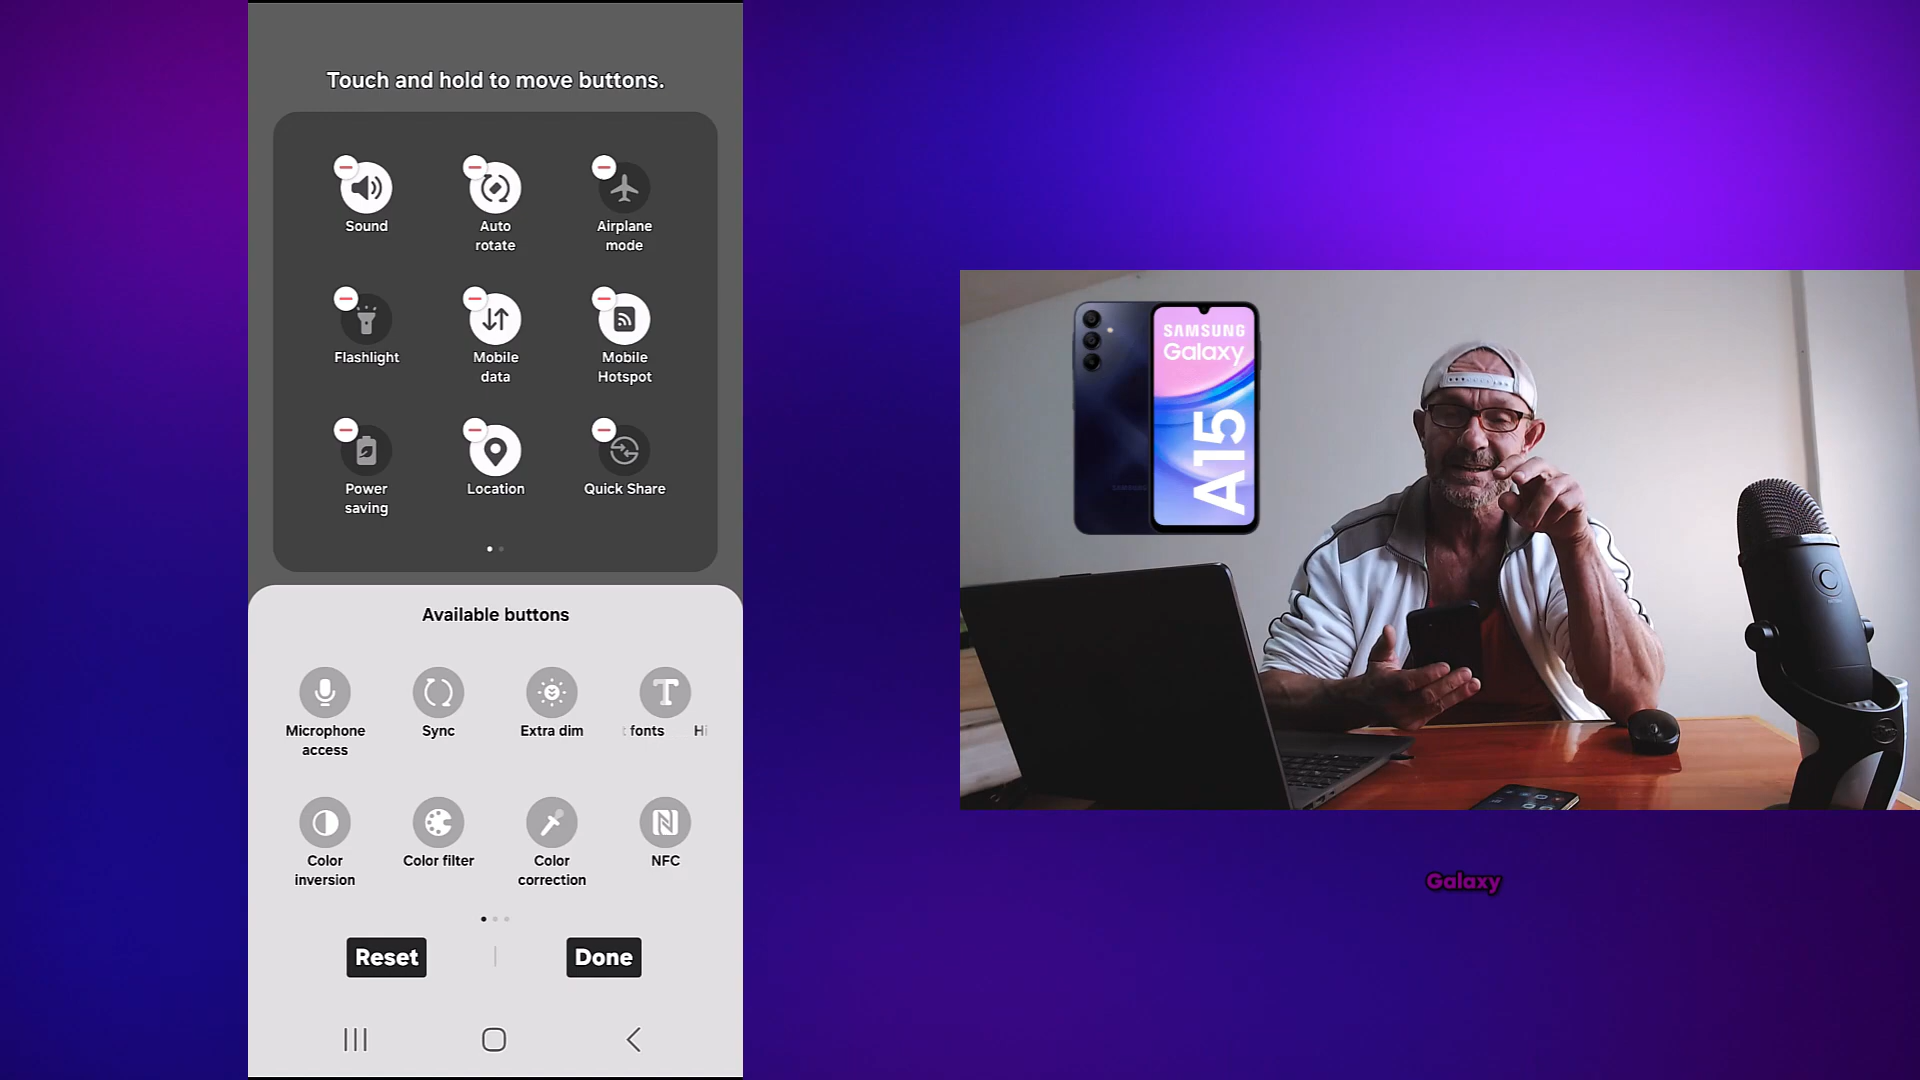 Touch and hold to move buttons.
Sound
Auto
rotate
Airplane
mode
Flashlight
Mobile
data
Mobile
Hotspot
Power
saving
Location
Quick Share
Available buttons
Microphone
access
Sync
Extra dim
fonts
Hi
Color
inversion
Color filter
Color
correction
NFC
Reset
Done
SAMSUNG
Galaxy
A15
Galaxy